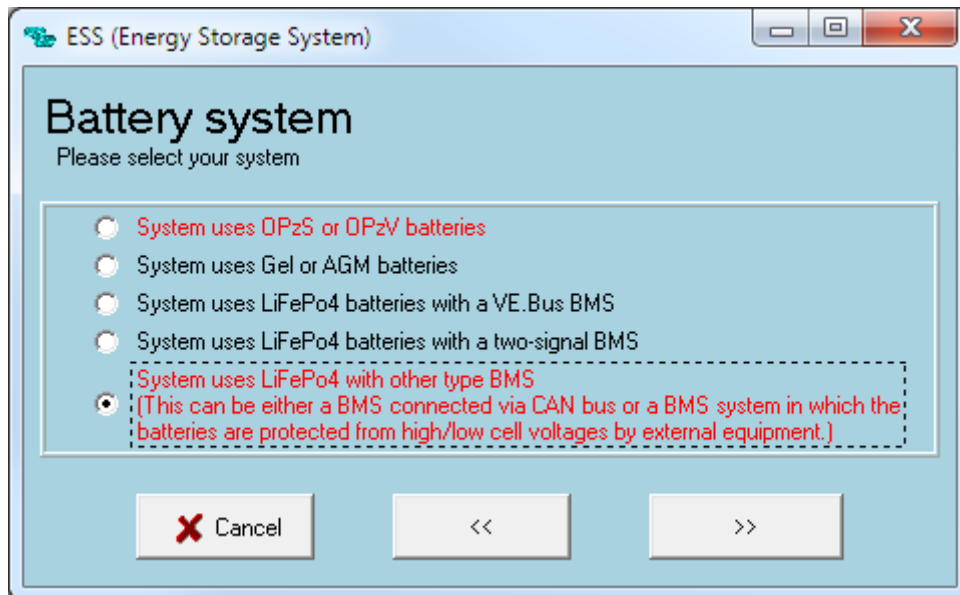 ESS (Energy Storage System)
Battery system
Please select your system
System uses OPzS or OPzV batteries
System uses Gel or AGM batteries
System uses LiFePo4 batteries with a VE.Bus BMS
System uses LiFePo4 batteries with a two-signal BMS
System uses LiFePo4 with other type BMS
(This can be either a BMS connected via CAN bus or a BMS system in which the
batteries are protected from high/low cell voltages by external equipment.)
Cancel
<<
>>